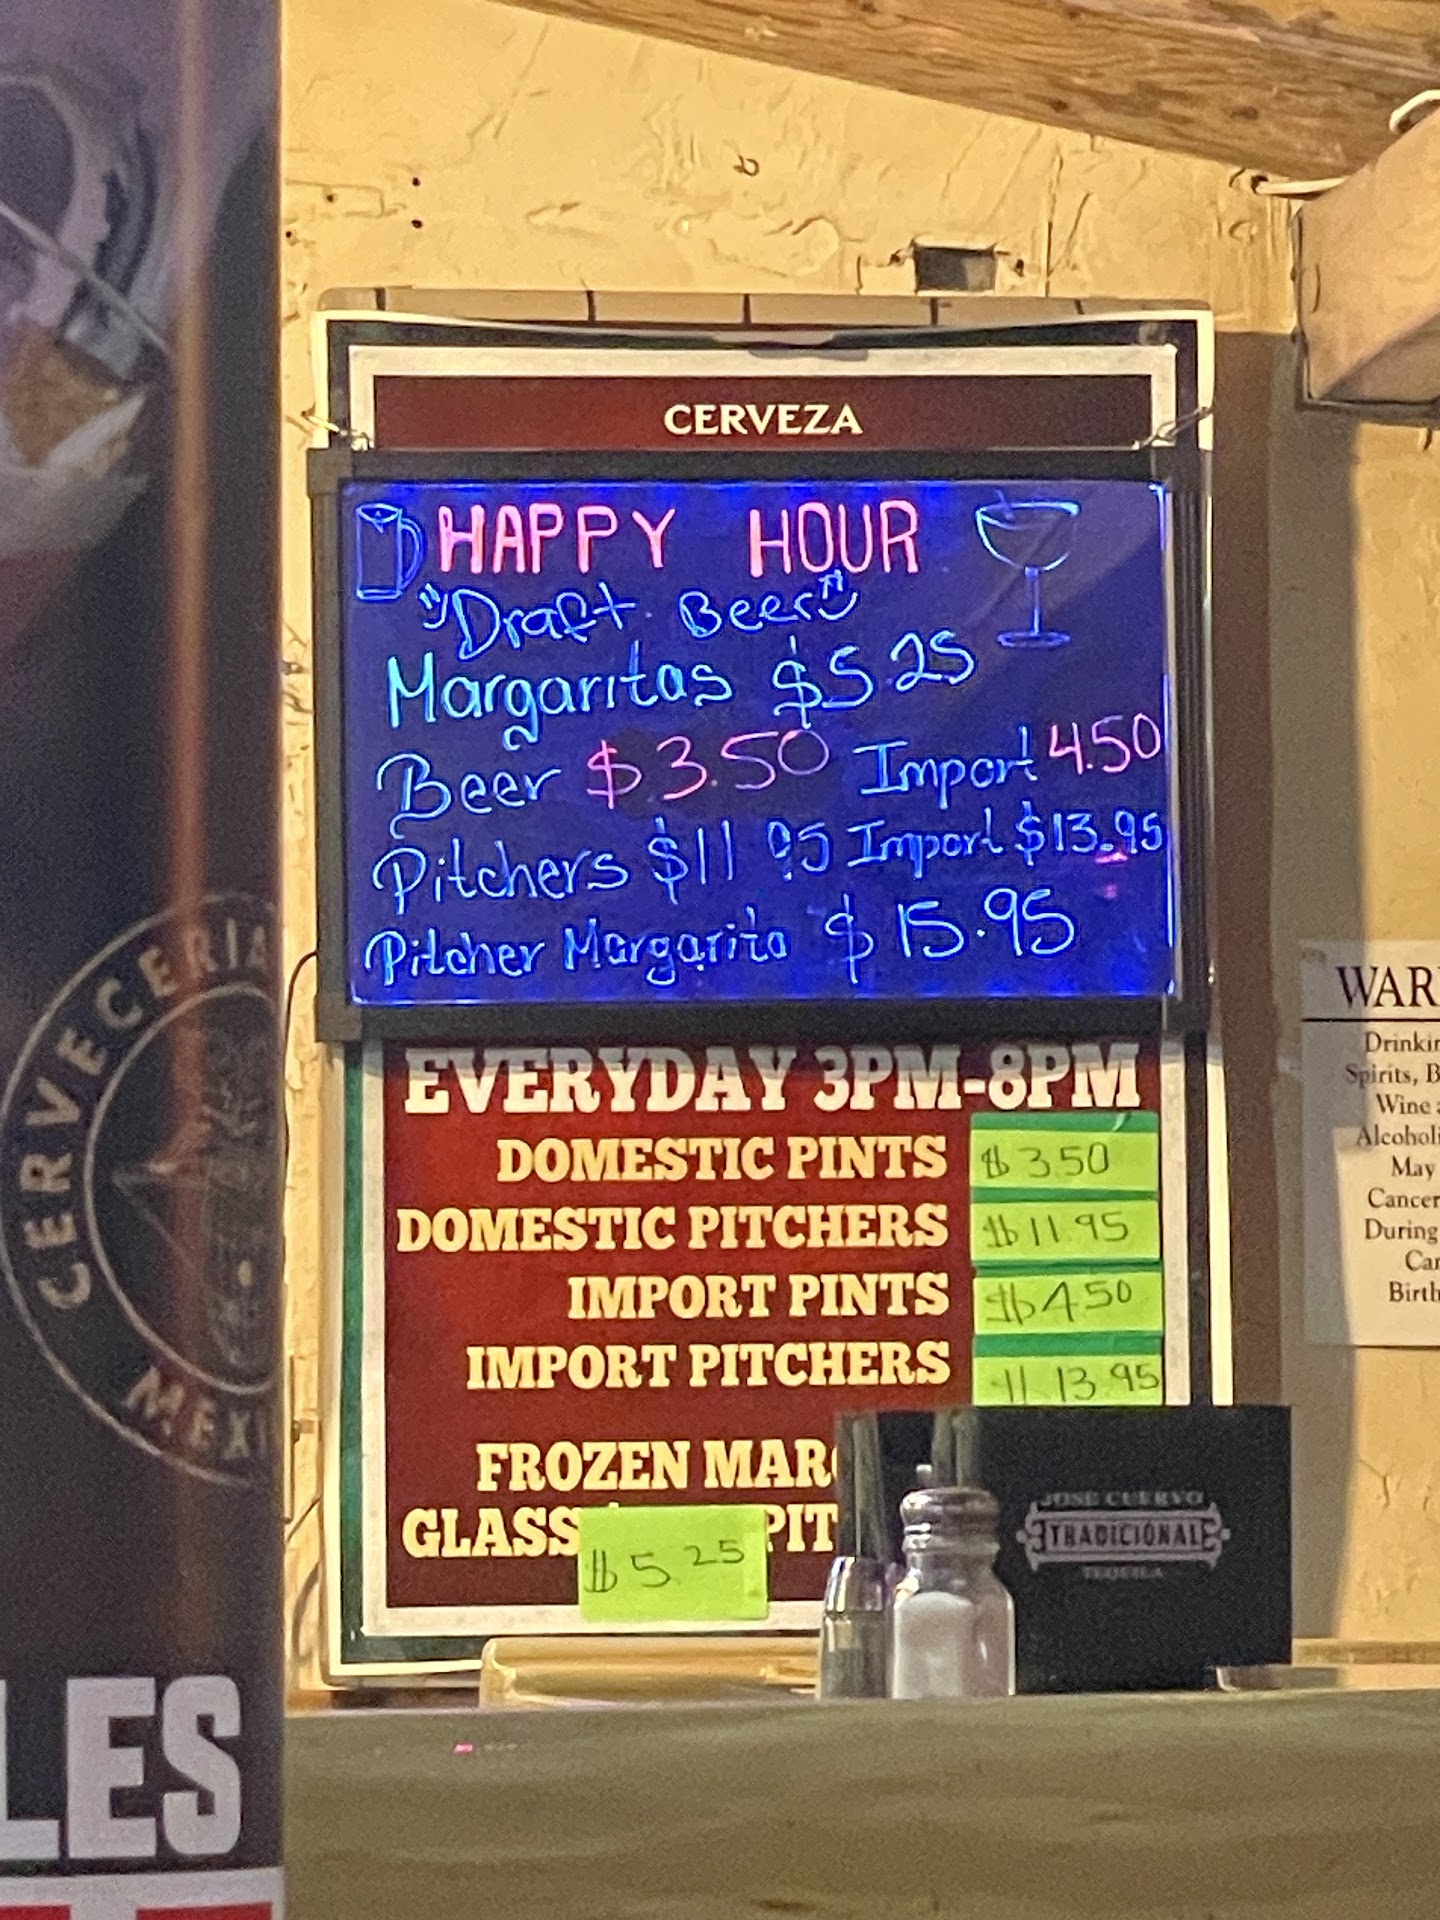 CERVEZA
HAPPY HOUR
"Draft Beer"
Margaritas $5 25
Beer $3.50 Import 4.50
Pitchers $11 95 Import $13.95
Pitcher Margarita $15.95
EVERYDAY 3PM-8PM
DOMESTIC PINTS $3.50
DOMESTIC PITCHERS $11.95
IMPORT PINTS $4.50
IMPORT PITCHERS 13.95
FROZEN MAR
GLASS PIT
$5.25
JOSE CUERVO
TRADICIONAL
TEQUILA
CERVECERIA
MEXI
LES
WAR
Drinkin
Spirits, B
Wine a
Alcoholi
May
Cancer
During
Can
Birth